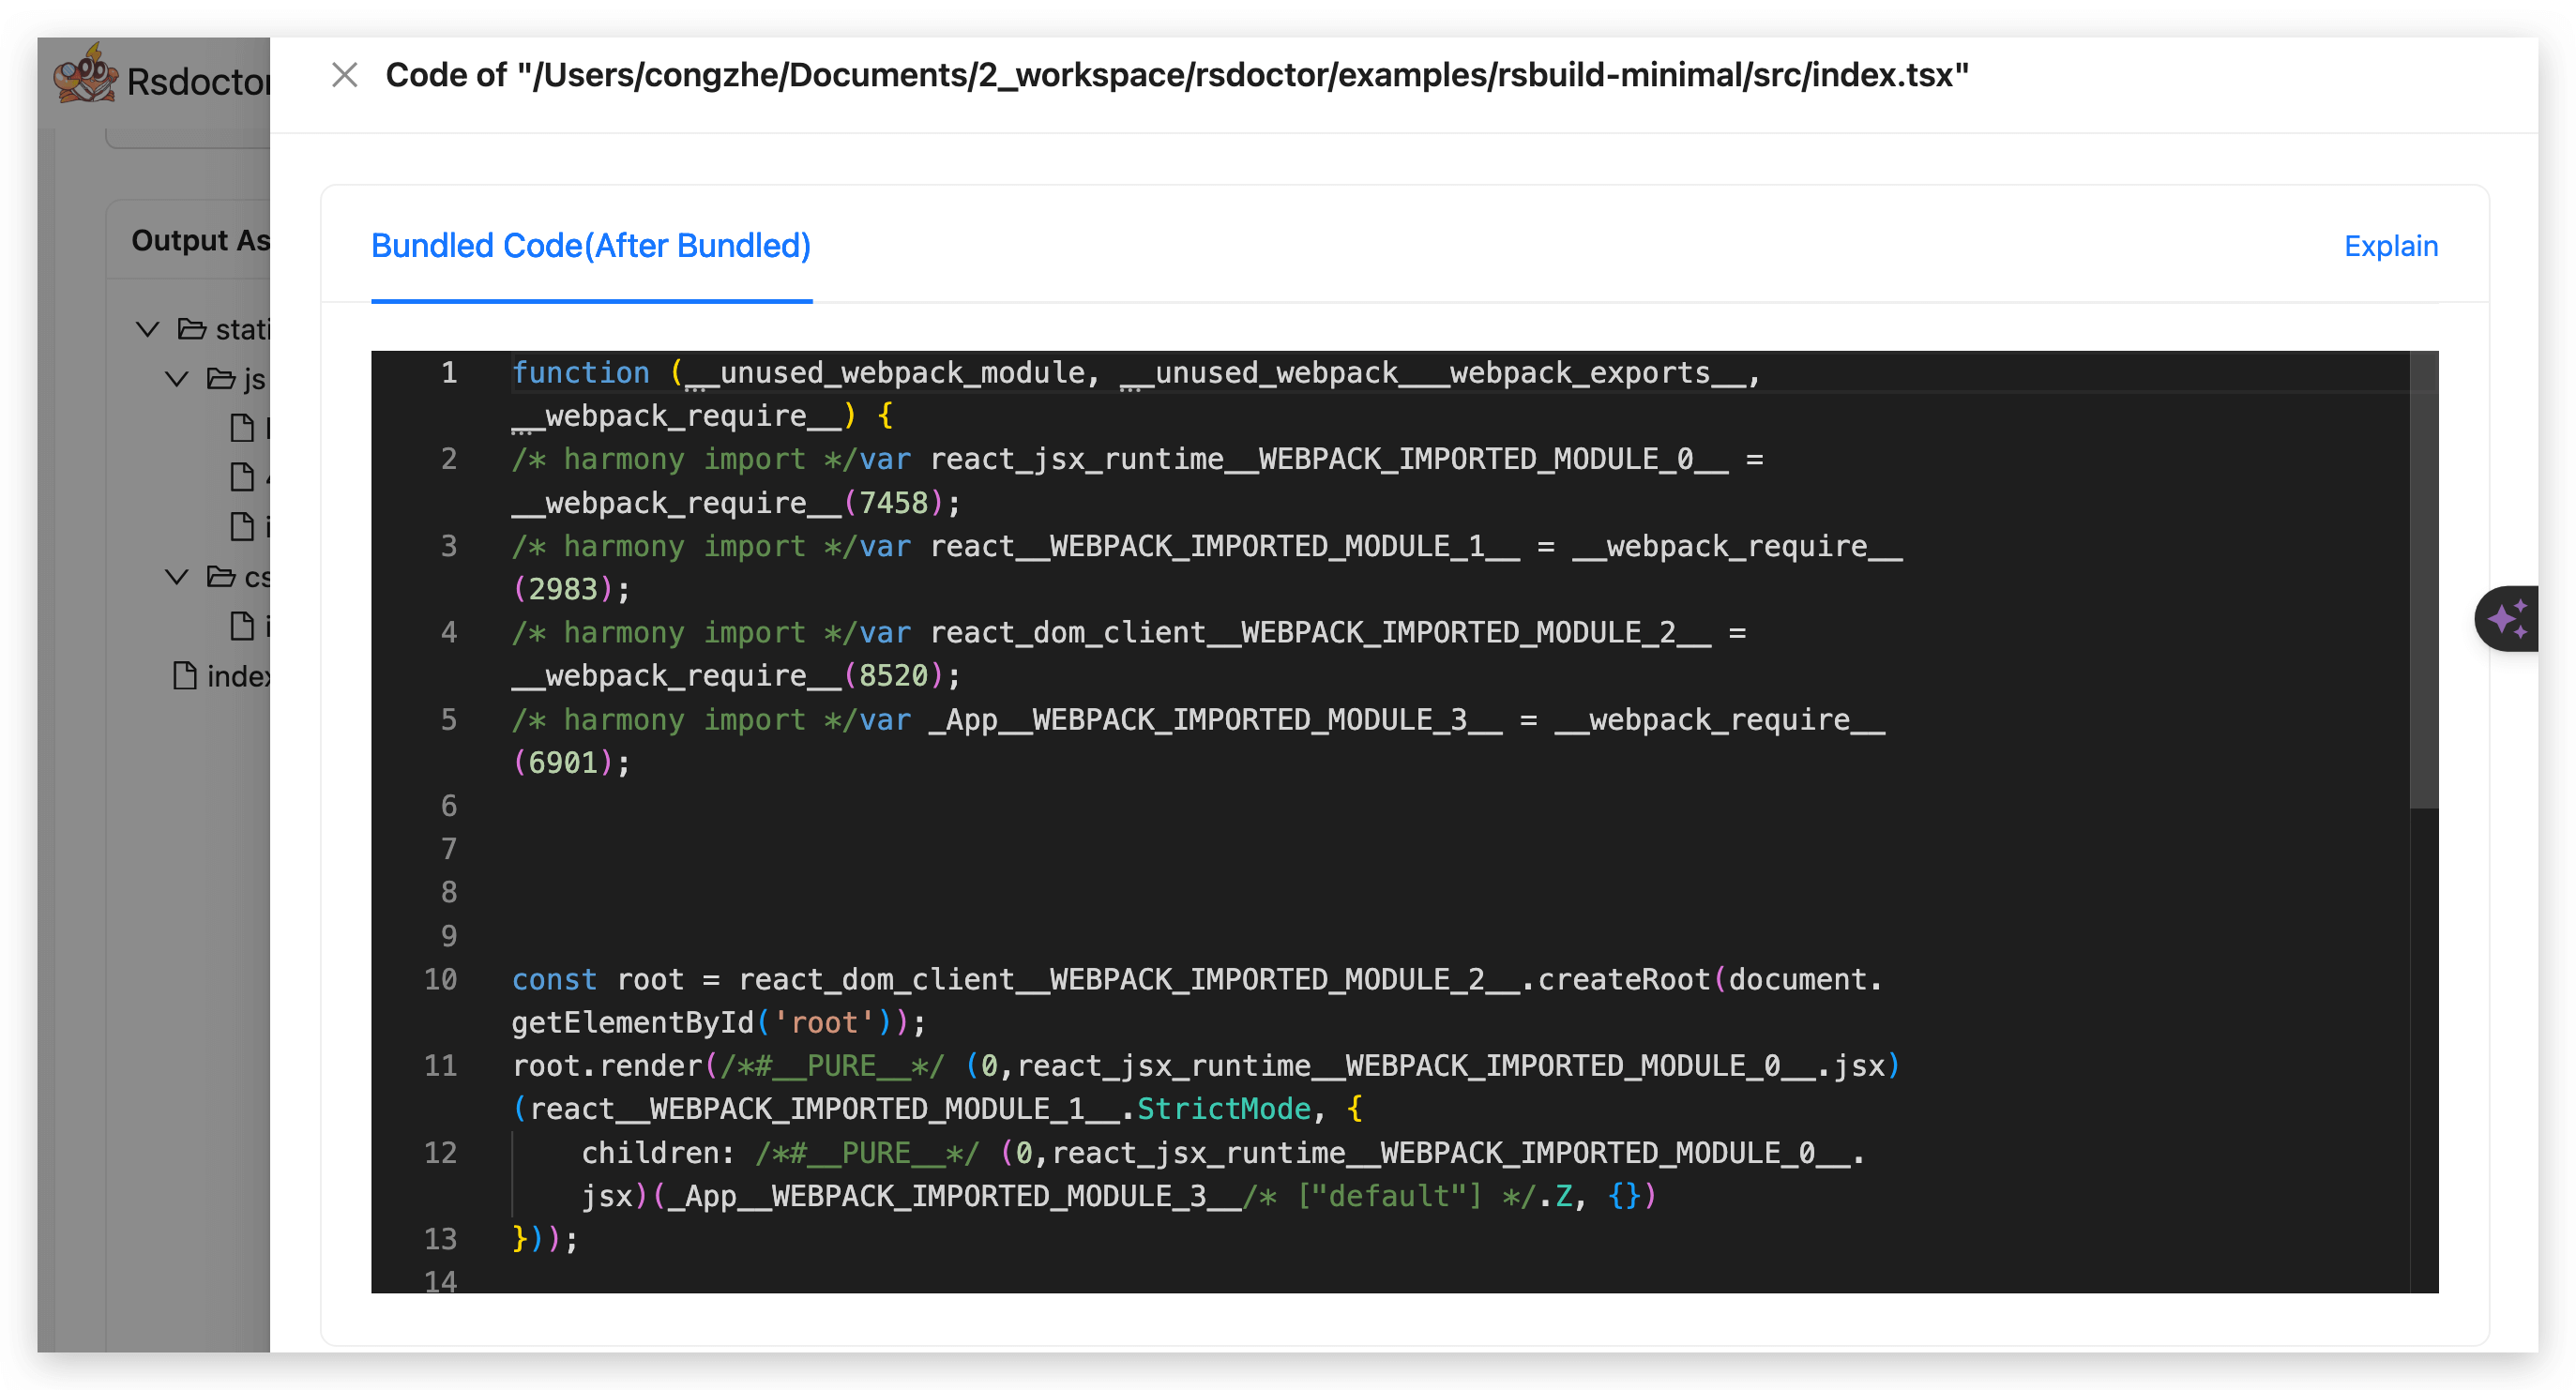 Rsdoctor
Code of "/Users/congzhe/Documents/2_workspace/rsdoctor/examples/rsbuild-minimal/src/index.tsx"
Output As
stati
js
cs
index
Bundled Code(After Bundled)
Explain
1 function (__unused_webpack_module, __unused_webpack___webpack_exports__,
__webpack_require__) {
2 /* harmony import */var react_jsx_runtime__WEBPACK_IMPORTED_MODULE_0__ =
__webpack_require__(7458);
3 /* harmony import */var react__WEBPACK_IMPORTED_MODULE_1__ = __webpack_require__
(2983);
4 /* harmony import */var react_dom_client__WEBPACK_IMPORTED_MODULE_2__ =
__webpack_require__(8520);
5 /* harmony import */var _App__WEBPACK_IMPORTED_MODULE_3__ = __webpack_require__
(6901);
6
7
8
9
10 const root = react_dom_client__WEBPACK_IMPORTED_MODULE_2__.createRoot(document.
getElementById('root'));
11 root.render(/*#__PURE__*/ (0,react_jsx_runtime__WEBPACK_IMPORTED_MODULE_0__.jsx)
(react__WEBPACK_IMPORTED_MODULE_1__.StrictMode, {
12 children: /*#__PURE__*/ (0,react_jsx_runtime__WEBPACK_IMPORTED_MODULE_0__.
jsx)(_App__WEBPACK_IMPORTED_MODULE_3__/* ["default"] */.Z, {})
13 }));
14